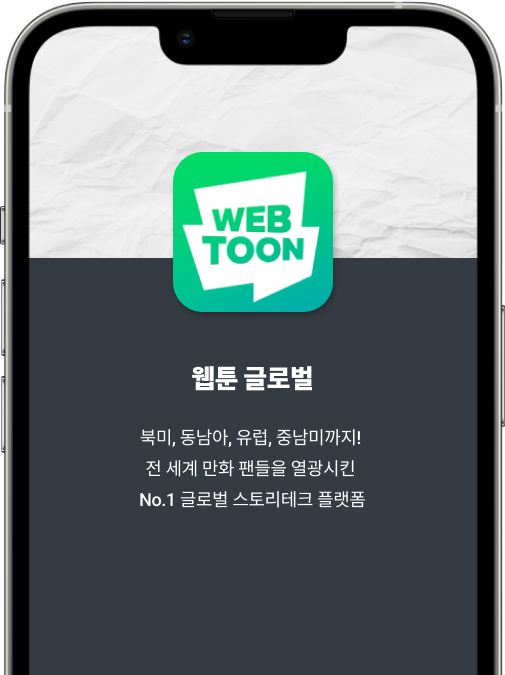 WEB
TOON
웹툰 글로벌
북미, 동남아, 유럽, 중남미까지!
전 세계 만화 팬들을 열광시킨
No.1 글로벌 스토리테크 플랫폼